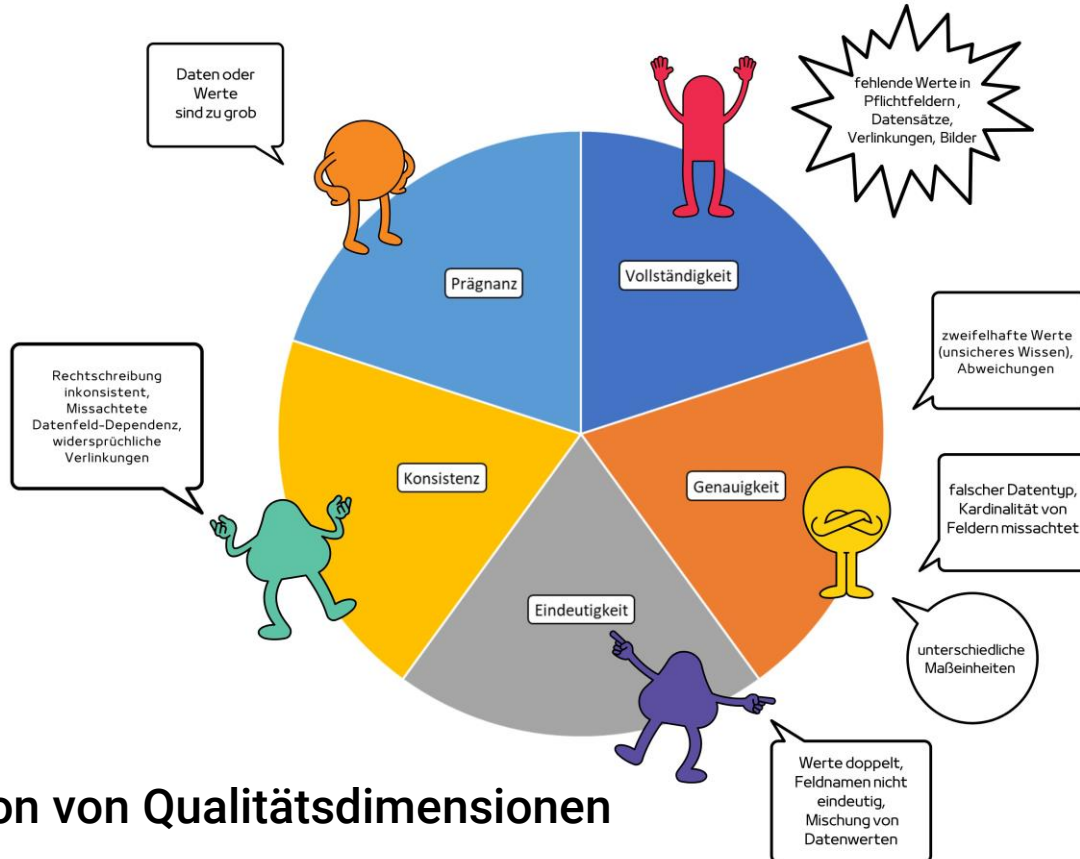 Daten oder
Werte
sind zu grob
fehlende Werte in
Pflichtfeldern ,
Datensätze,
Verlinkungen, Bilder
Prägnanz
Vollständigkeit
zweifelhafte Werte
(unsicheres Wissen),
Abweichungen
Rechtschreibung
inkonsistent,
Missachtete
Datenfeld-Dependenz,
widersprüchliche
Verlinkungen
Konsistenz
Genauigkeit
falscher Datentyp,
Kardinalität von
Feldern missachtet
Eindeutigkeit
unterschiedliche
Maßeinheiten
Werte doppelt,
Feldnamen nicht
eindeutig,
Mischung von
Datenwerten
on von Qualitätsdimensionen